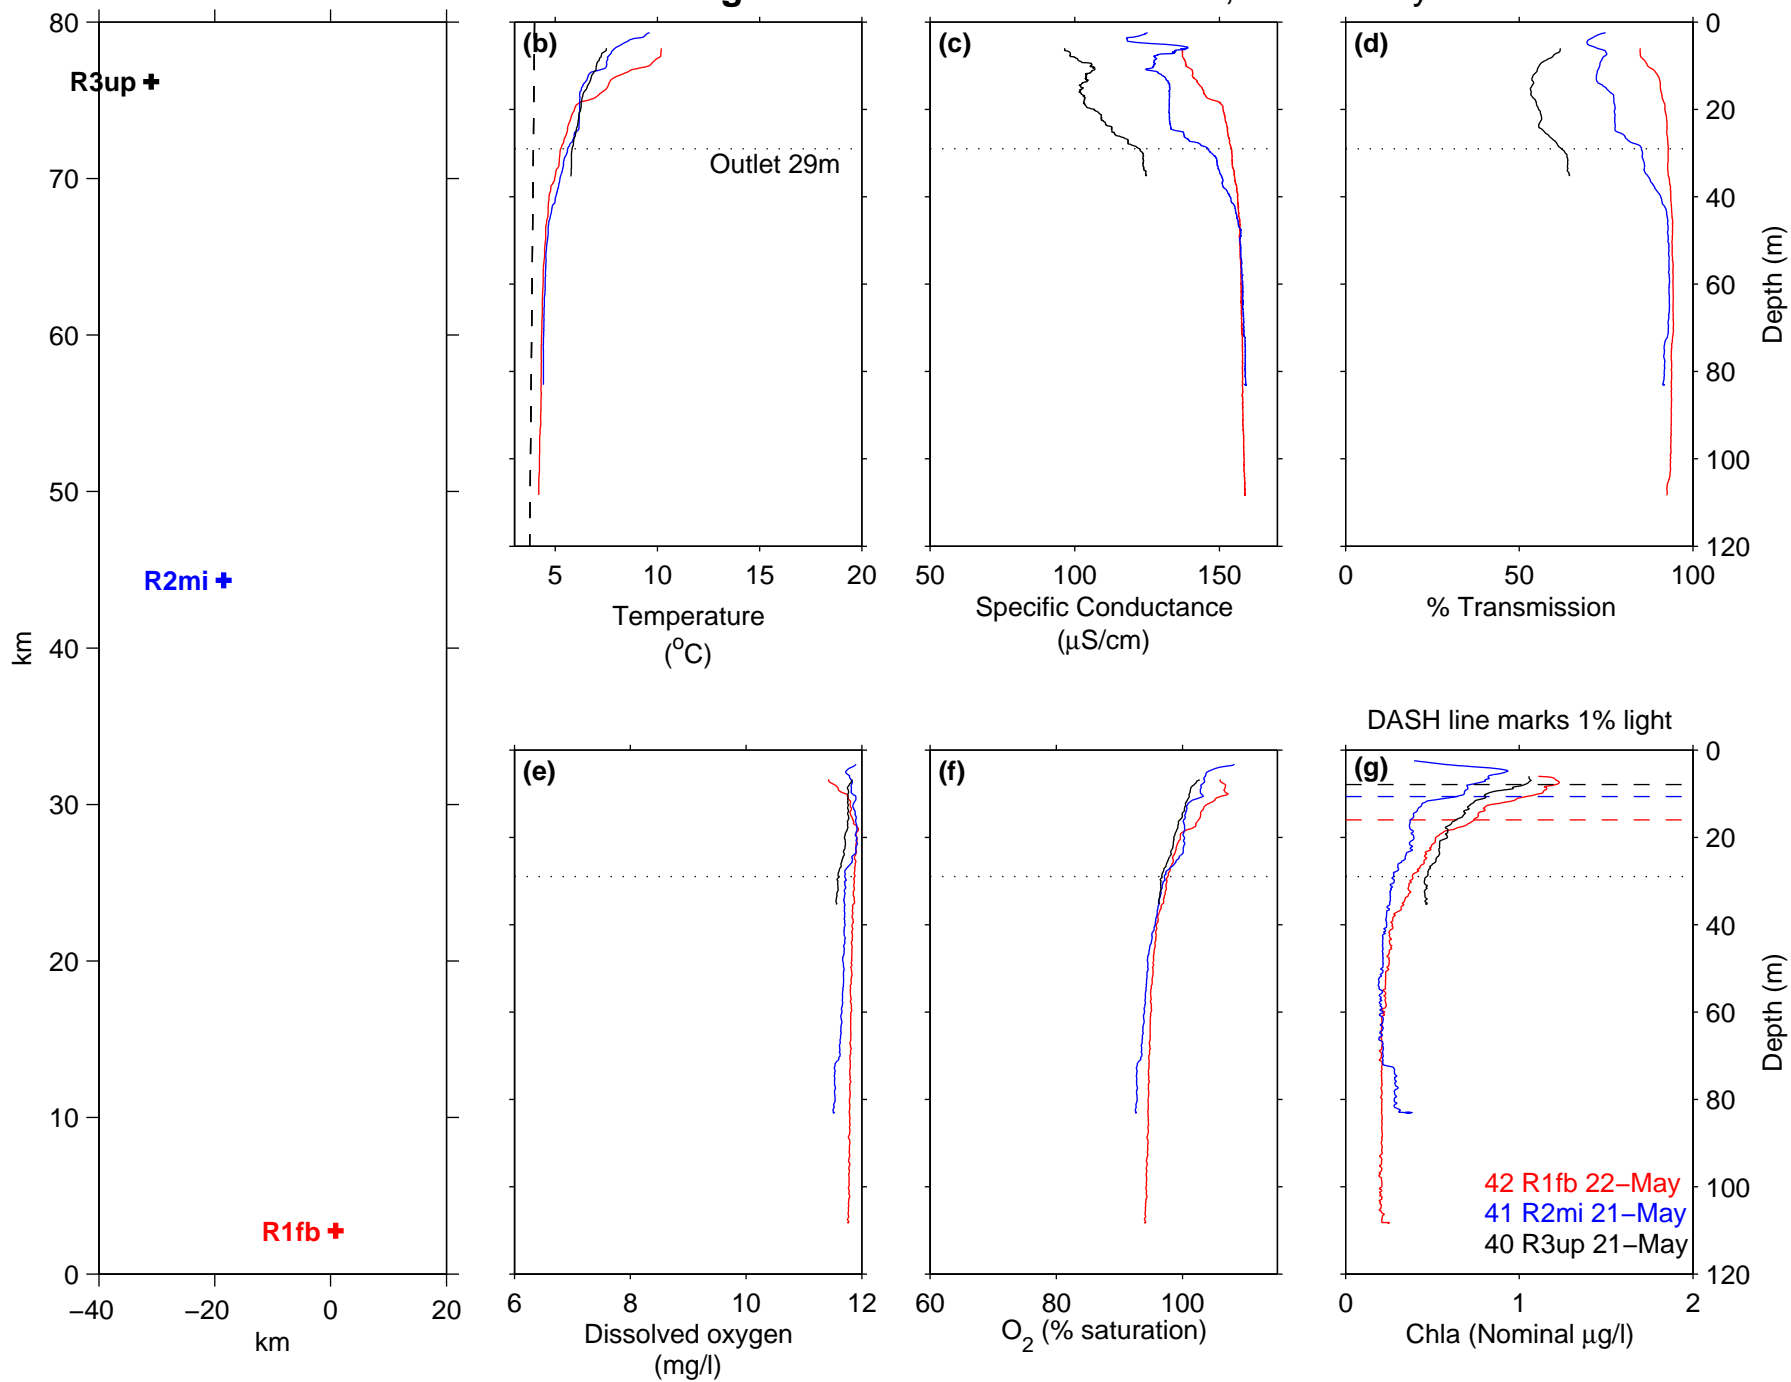 80
70
60
50
40
30
20
10
0
km
−40
−20
0
20
km
R3up
R2mi
R1fb
(b)
Outlet 29m
5
10
15
20
Temperature
(°C)
(c)
50
100
150
Specific Conductance
(μS/cm)
(d)
0
50
100
% Transmission
0
20
40
60
80
100
120
Depth (m)
(e)
6
8
10
12
Dissolved oxygen
(mg/l)
(f)
60
80
100
O2 (% saturation)
DASH line marks 1% light
(g)
42 R1fb 22−May
41 R2mi 21−May
40 R3up 21−May
0
1
2
Chla (Nominal μg/l)
0
20
40
60
80
100
120
Depth (m)